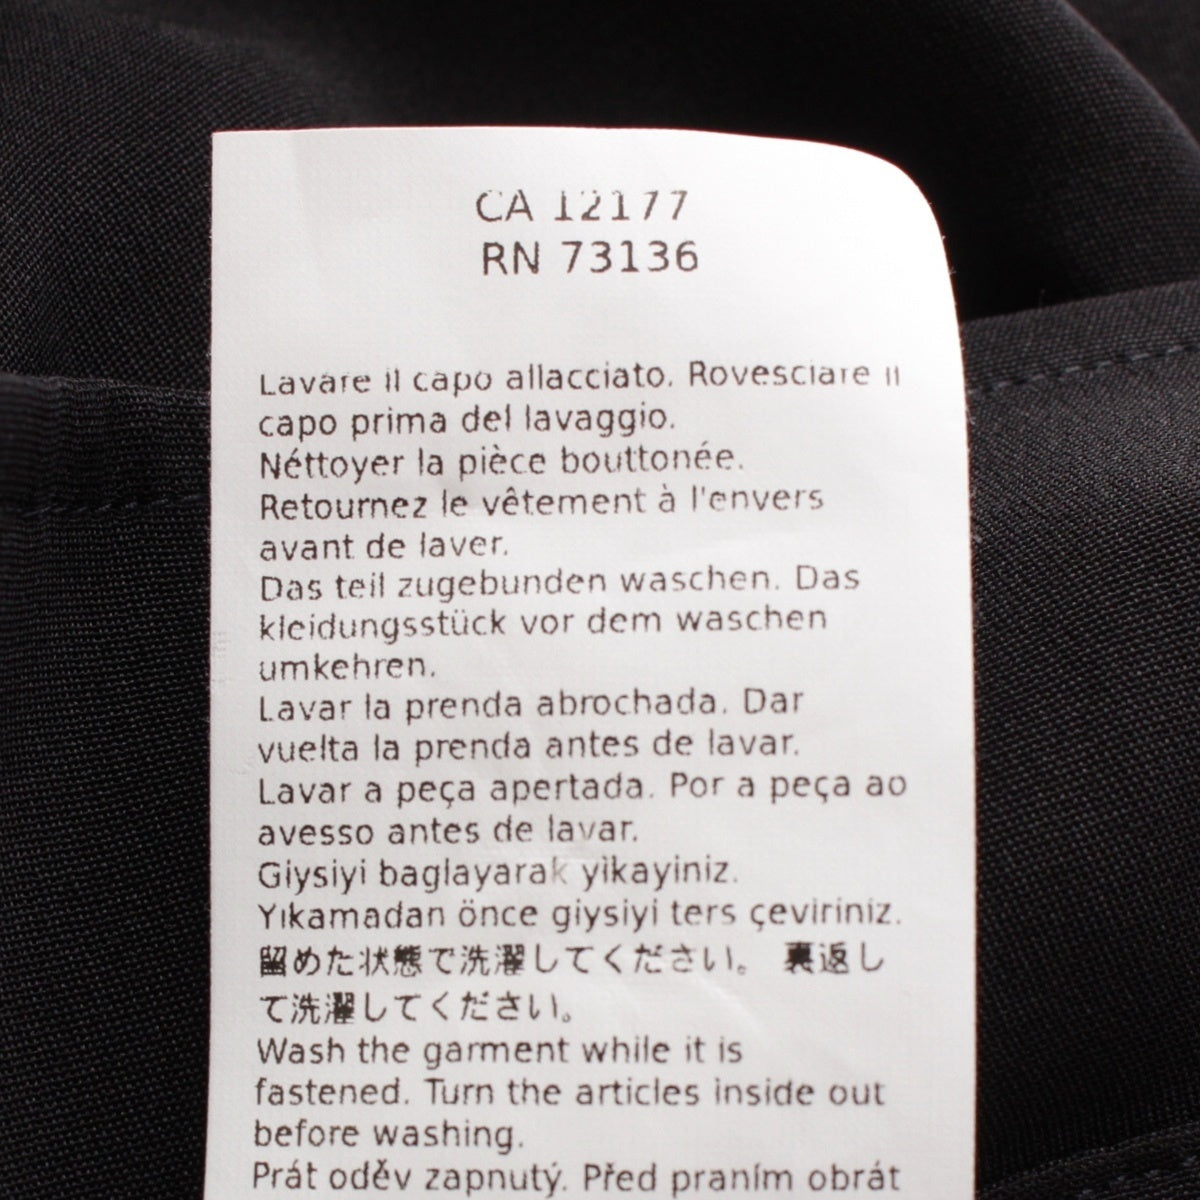 CA 12177
RN 73136
Lavare il capo allacciato. Rovesciare il
capo prima del lavaggio.
Néttoyer la pièce bouttonée.
Retournez le vêtement à l'envers
avant de laver.
Das teil zugebunden waschen. Das
kleidungsstück vor dem waschen
umkehren.
Lavar la prenda abrochada. Dar
vuelta la prenda antes de lavar.
Lavar a peça apertada. Por a peça ao
avesso antes de lavar.
Giysiyi baglayarak yikayiniz.
Yıkamadan önce giysiyi ters çeviriniz.
留めた状態で洗濯してください。 裏返し
て洗濯してください。
Wash the garment while it is
fastened. Turn the articles inside out
before washing.
Prát oděv zapnutý. Před praním obrát